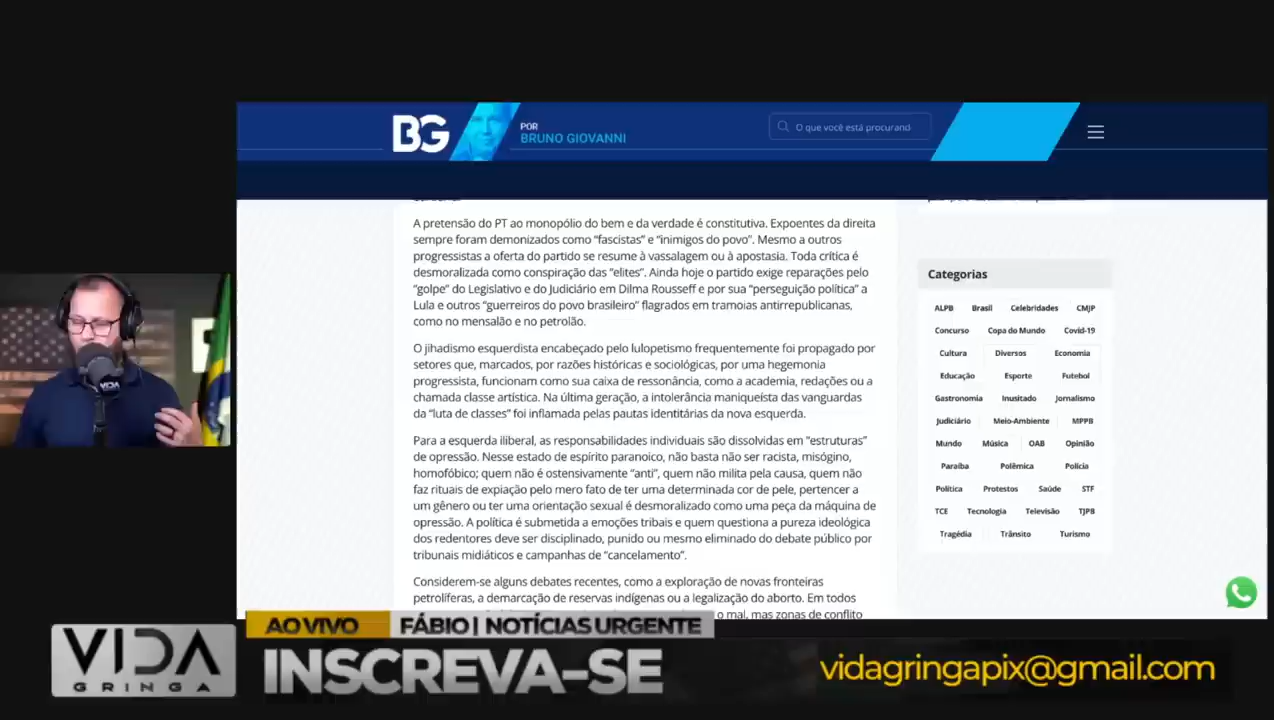 BG
POR
BRUNO GIOVANNI
O que você está procurand
A pretensão do PT ao monopólio do bem e da verdade é constitutiva. Expoentes da direita
sempre foram demonizados como “fascistas” e “inimigos do povo”. Mesmo a outros
progressistas a oferta do partido se resume à vassalagem ou à apostasia. Toda crítica é
desmoralizada como conspiração das “elites”. Ainda hoje o partido exige reparações pelo
“golpe” do Legislativo e do Judiciário em Dilma Rousseff e por sua “perseguição política” a
Lula e outros “guerreiros do povo brasileiro” flagrados em tramoias antirrepublicanas,
como no mensalão e no petrolão.
O jihadismo esquerdista encabeçado pelo lulopetismo frequentemente foi propagado por
setores que, marcados, por razões históricas e sociológicas, por uma hegemonia
progressista, funcionam como sua caixa de ressonância, como a academia, redações ou a
chamada classe artística. Na última geração, a intolerância maniqueísta das vanguardas
da “luta de classes” foi inflamada pelas pautas identitárias da nova esquerda.
Para a esquerda iliberal, as responsabilidades individuais são dissolvidas em “estruturas”
de opressão. Nesse estado de espírito paranoico, não basta não ser racista, misógino,
homofóbico; quem não é ostensivamente “anti”, quem não milita pela causa, quem não
faz rituais de expiação pelo mero fato de ter uma determinada cor de pele, pertencer a
um gênero ou ter uma orientação sexual é desmoralizado como uma peça da máquina de
opressão. A política é submetida a emoções tribais e quem questiona a pureza ideológica
dos redentores deve ser disciplinado, punido ou mesmo eliminado do debate público por
tribunais midiáticos e campanhas de “cancelamento”.
Considerem-se alguns debates recentes, como a exploração de novas fronteiras
petrolíferas, a demarcação de reservas indígenas ou a legalização do aborto. Em todos
o mal, mas zonas de conflito
Categorias
ALPB Brasil Celebridades CMJP
Concurso Copa do Mundo Covid-19
Cultura Diversos Economia
Educação Esporte Futebol
Gastronomia Inusitado Jornalismo
Judiciário Meio-Ambiente MPPB
Mundo Música OAB Opinião
Paraíba Polêmica Polícia
Política Protestos Saúde STF
TCE Tecnologia Televisão TJPB
Tragédia Trânsito Turismo
VIDA
AO VIVO FÁBIO | NOTÍCIAS URGENTE
VIDA
GRINGA
INSCREVA-SE
vidagringapix@gmail.com